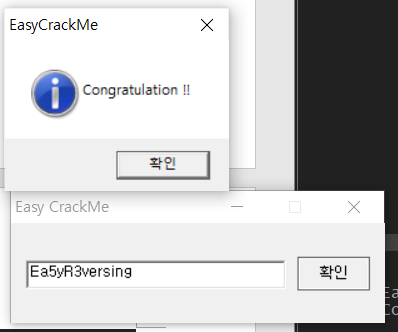 EasyCrackMe
Congratulation !!
확인
Easy CrackMe
Ea5yR3versing
확인